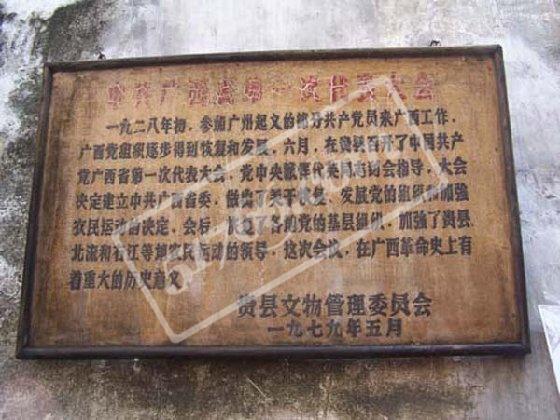 中共广西省第一次代表大会
一九二八年初，参加广州起义的部分共产党员来广西工作，
广西党组织逐步得到恢复和发展，六月，在贵县召开了中国共产
党广西省第一次代表大会，党中央派恽代英同志到会指导，大会
决定建立中共广西省委，做出了关于恢复、发展党的组织和加强
农民运动的决定，会后，恢复了各地党的基层组织，加强了贵县、
北流和右江等地农民运动的领导，这次会议，在广西革命史上有
着重大的历史意义
贵县文物管理委员会
一九七九年五月